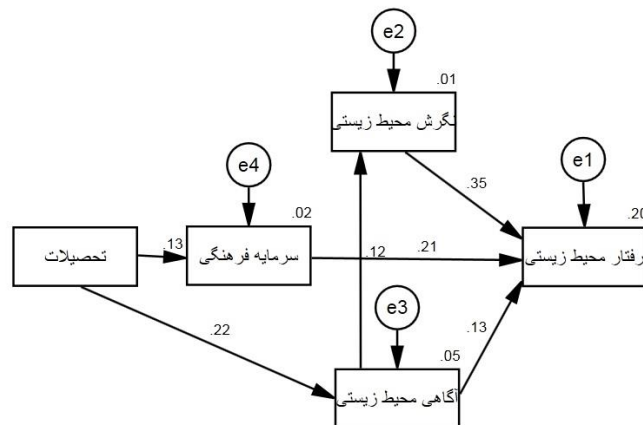 e2
.01
نگرش محیط زیستی
e4
e1
.02
.35
.20
تحصیلات
.13
سرمایه فرهنگی
.12
.21
رفتار محیط زیستی
e3
.22
.13
.05
آگاهی محیط زیستی